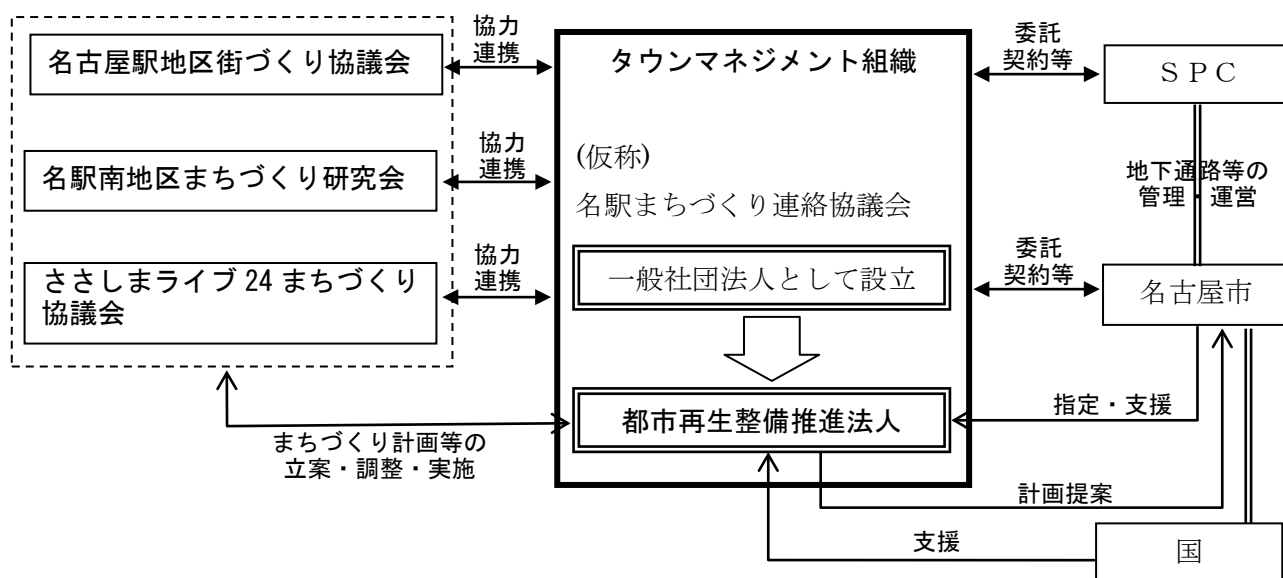 名古屋駅地区街づくり協議会
協力
連携
名駅南地区まちづくり研究会
協力
連携
ささしまライブ24まちづくり
協議会
協力
連携
まちづくり計画等の
立案・調整・実施
タウンマネジメント組織
(仮称)
名駅まちづくり連絡協議会
一般社団法人として設立
都市再生整備推進法人
委託
契約等
ＳＰＣ
地下通路等の
管理・運営
委託
契約等
名古屋市
指定・支援
計画提案
支援
国